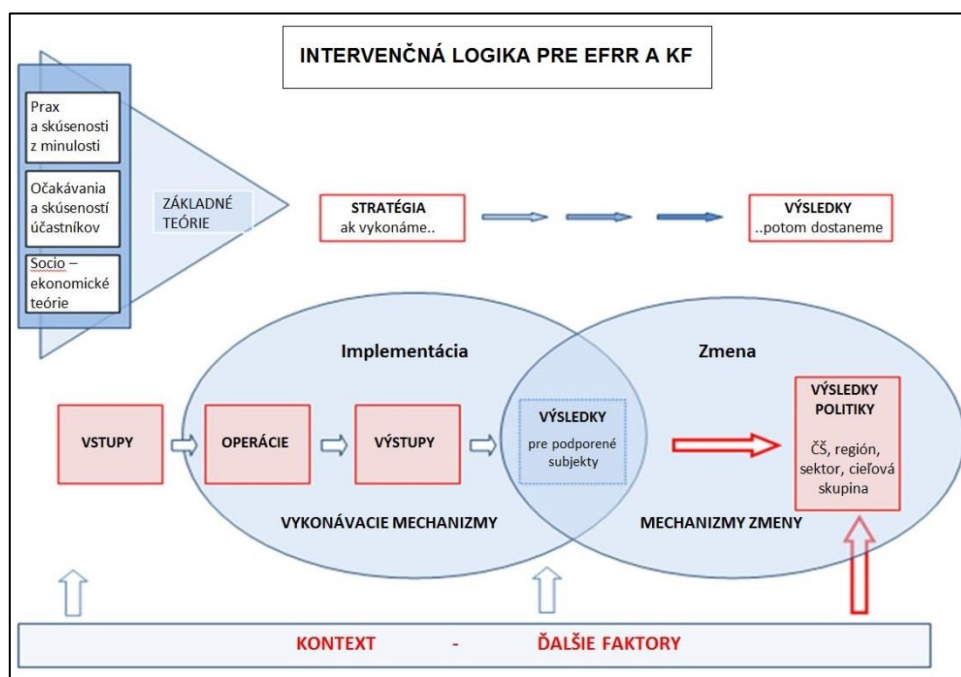 INTERVENČNÁ LOGIKA PRE EFRR A KF
Prax
a skúsenosti
z minulosti
Očakávania
a skúseností
účastníkov
Socio –
ekonomické
teórie
ZÁKLADNÉ
TEÓRIE
STRATÉGIA
ak vykonáme..
VÝSLEDKY
..potom dostaneme
Implementácia
Zmena
VSTUPY
OPERÁCIE
VÝSTUPY
VÝSLEDKY
pre podporené
subjekty
VÝSLEDKY
POLITIKY
ČŠ, región,
sektor, cieľová
skupina
VYKONÁVACIE MECHANIZMY
MECHANIZMY ZMENY
KONTEXT - ĎALŠIE FAKTORY